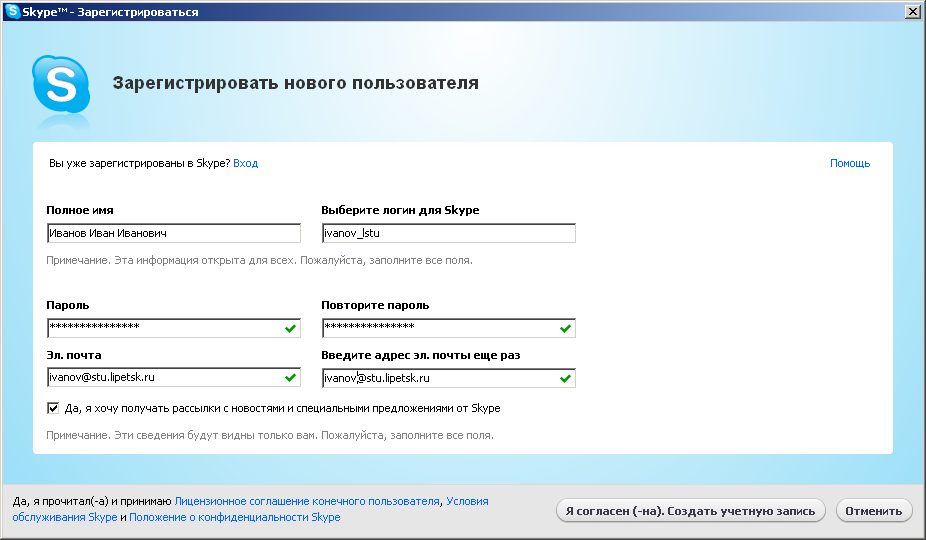 Skype™ - Зарегистрироваться
S
Зарегистрировать нового пользователя
Вы уже зарегистрированы в Skype? Вход
Помощь
Полное имя
Выберите логин для Skype
Иванов Иван Иванович
ivanov_lstu
Примечание. Эта информация открыта для всех. Пожалуйста, заполните все поля.
Пароль
Повторите пароль
***************
***************
Эл. почта
Введите адрес эл. почты еще раз
ivanov@stu.lipetsk.ru
ivanov@stu.lipetsk.ru
Да, я хочу получать рассылки с новостями и специальными предложениями от Skype
Примечание. Эти сведения будут видны только вам. Пожалуйста, заполните все поля.
Да, я прочитал(-а) и принимаю Лицензионное соглашение конечного пользователя, Условия
обслуживания Skype и Положение о конфиденциальности Skype
Я согласен (-на). Создать учетную запись
Отменить